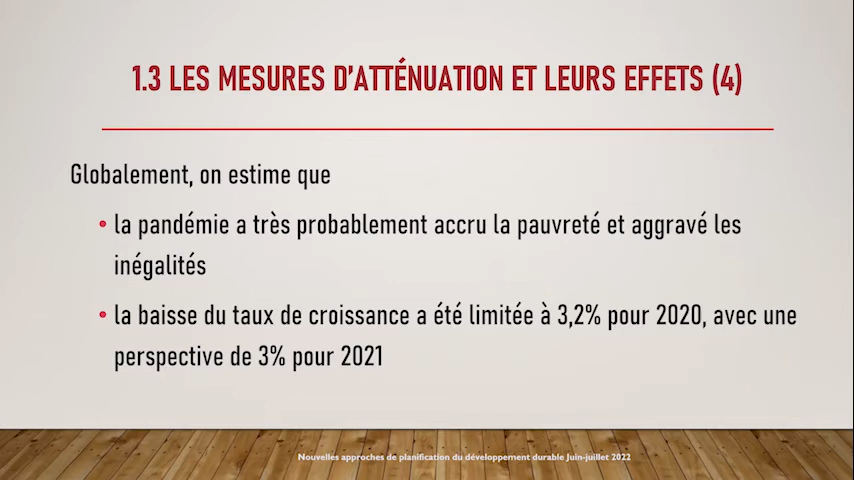 1.3 LES MESURES D'ATTÉNUATION ET LEURS EFFETS (4)
Globalement, on estime que
• la pandémie a très probablement accru la pauvreté et aggravé les
inégalités
• la baisse du taux de croissance a été limitée à 3,2% pour 2020, avec une
perspective de 3% pour 2021
Nouvelles approches de planification du développement durable Juin-juillet 2022